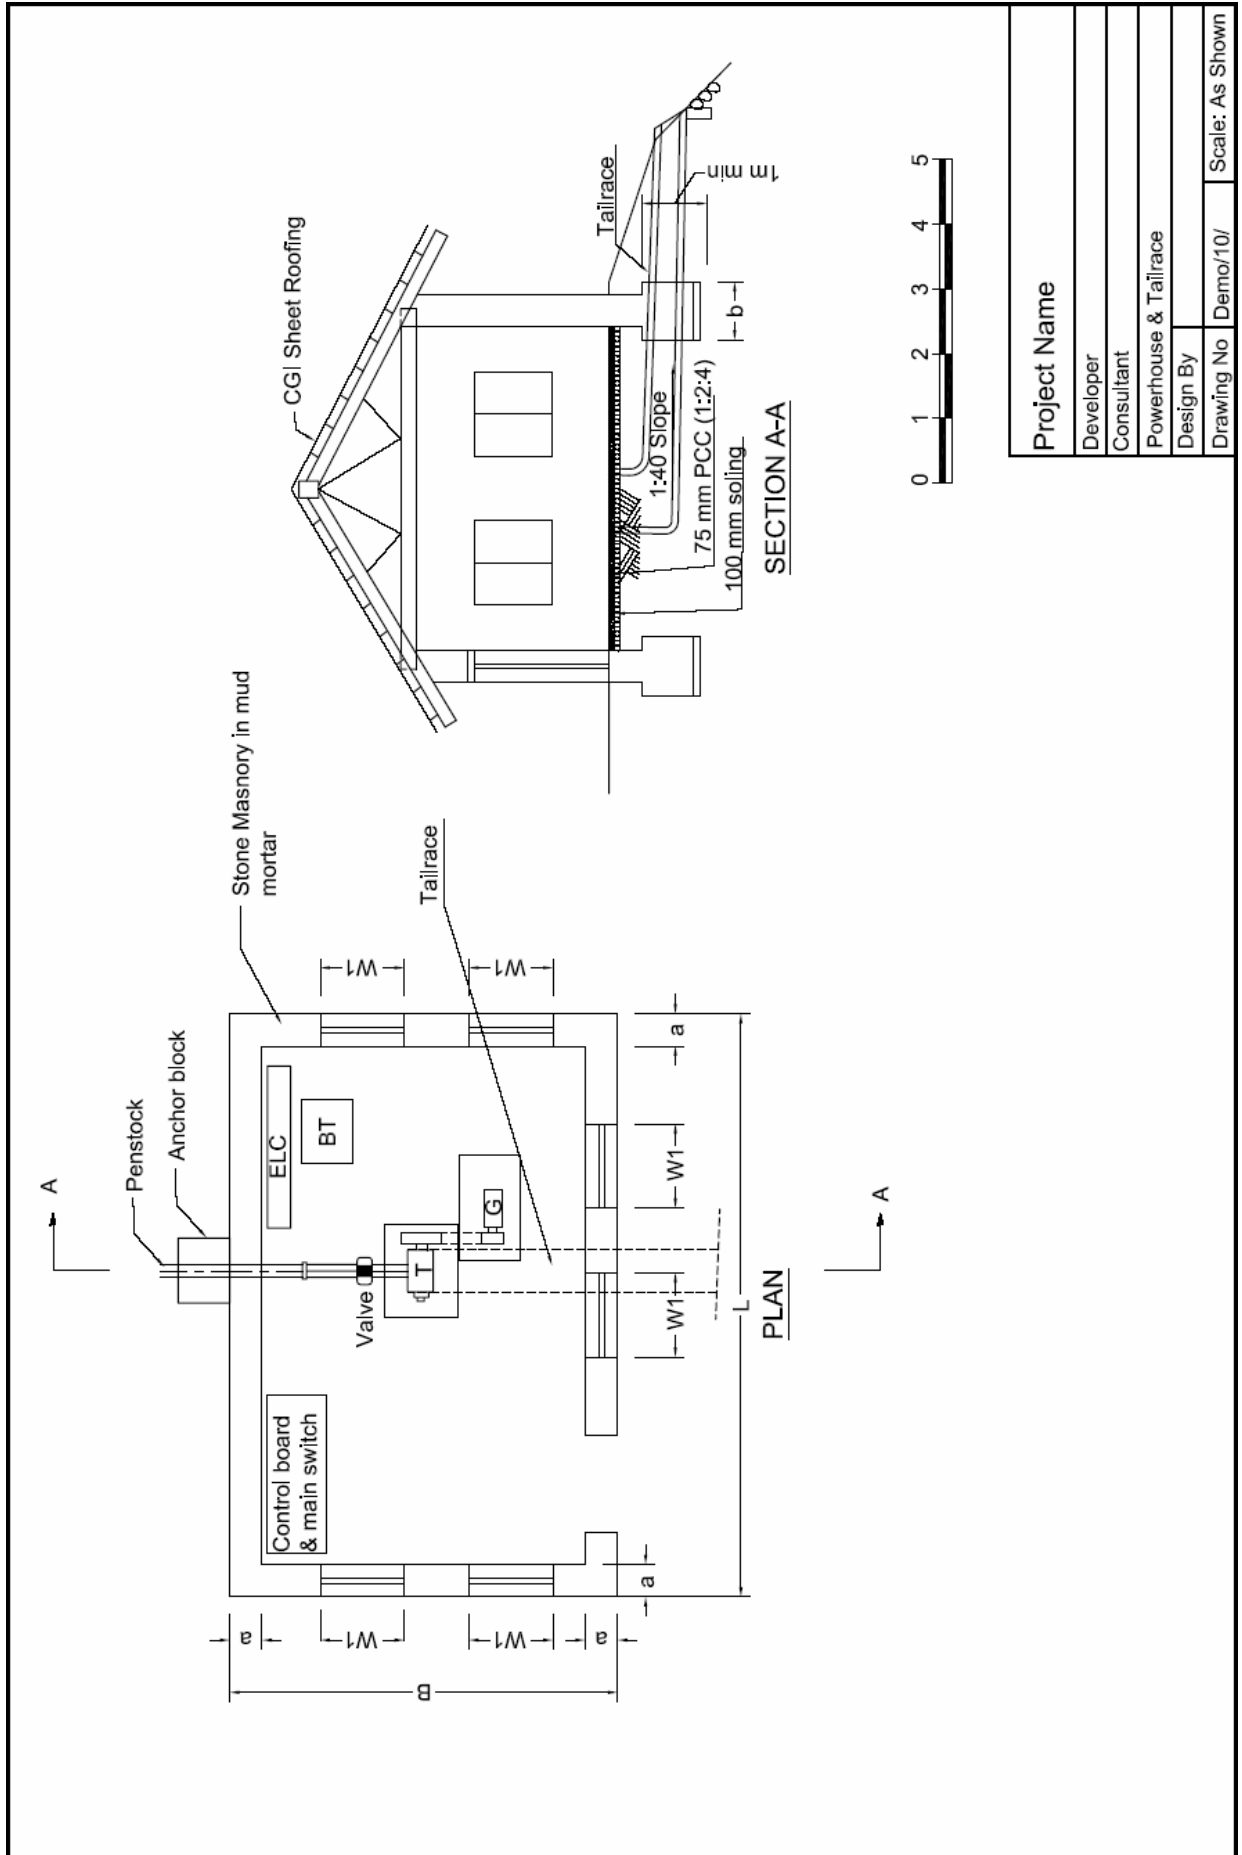 A
Penstock
Anchor block
Stone Masnory in mud
mortar
ELC
BT
Control board
& main switch
Valve
T
G
Tailrace
W1
W1
W1
W1
W1
W1
a
a
a
a
B
L
A
PLAN
CGI Sheet Roofing
Tailrace
1m min
b
1:40 Slope
75 mm PCC (1:2:4)
100 mm soling
SECTION A-A
0 1 2 3 4 5
Project Name
Developer
Consultant
Powerhouse & Tailrace
Design By
Drawing No Demo/10/ Scale: As Shown